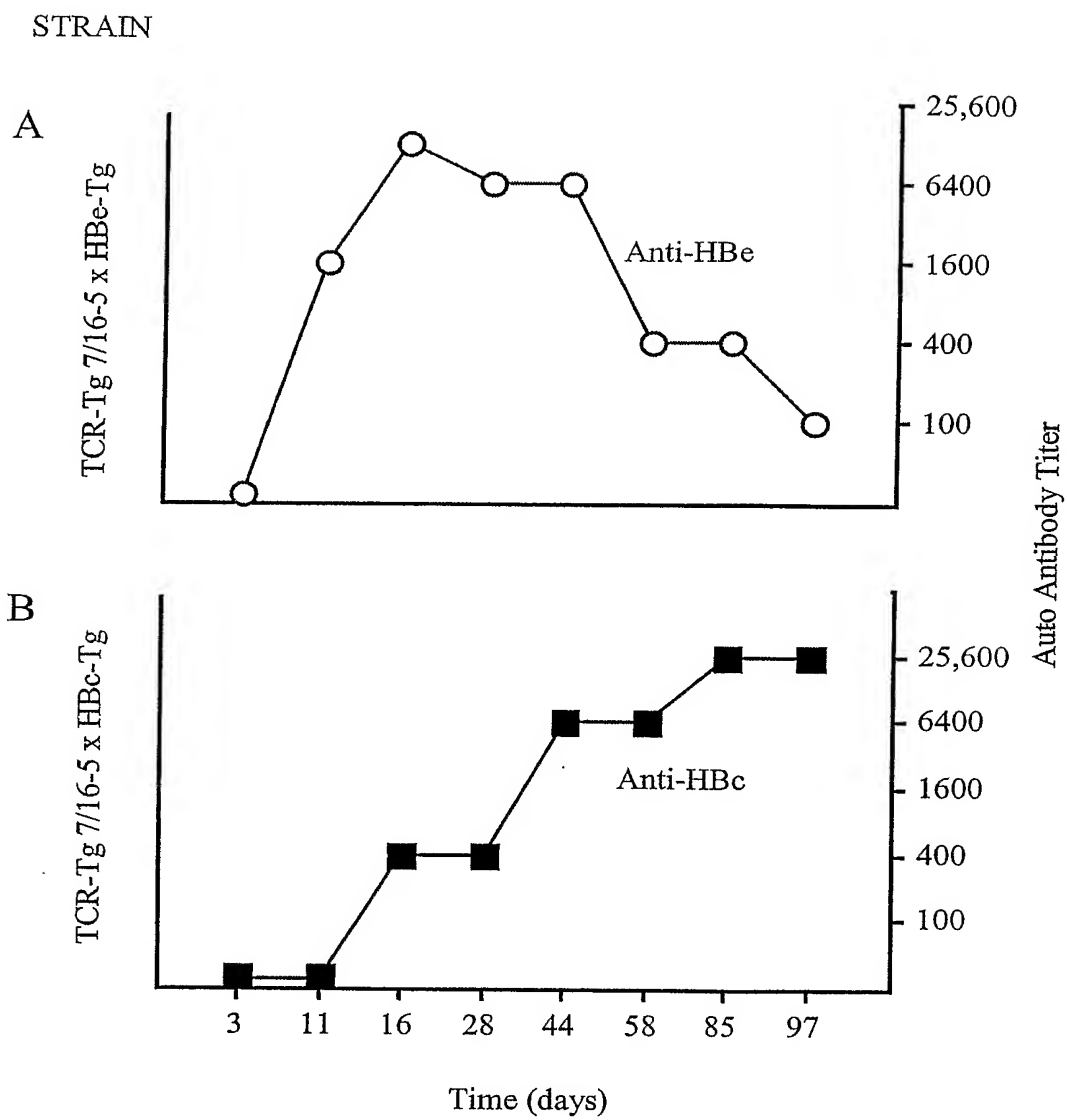 STRAIN
A
TCR-Tg 7/16-5 x HBe-Tg
Anti-HBe
25,600
6400
1600
400
100
Auto Antibody Titer
B
TCR-Tg 7/16-5 x HBc-Tg
Anti-HBc
25,600
6400
1600
400
100
3 11 16 28 44 58 85 97
Time (days)